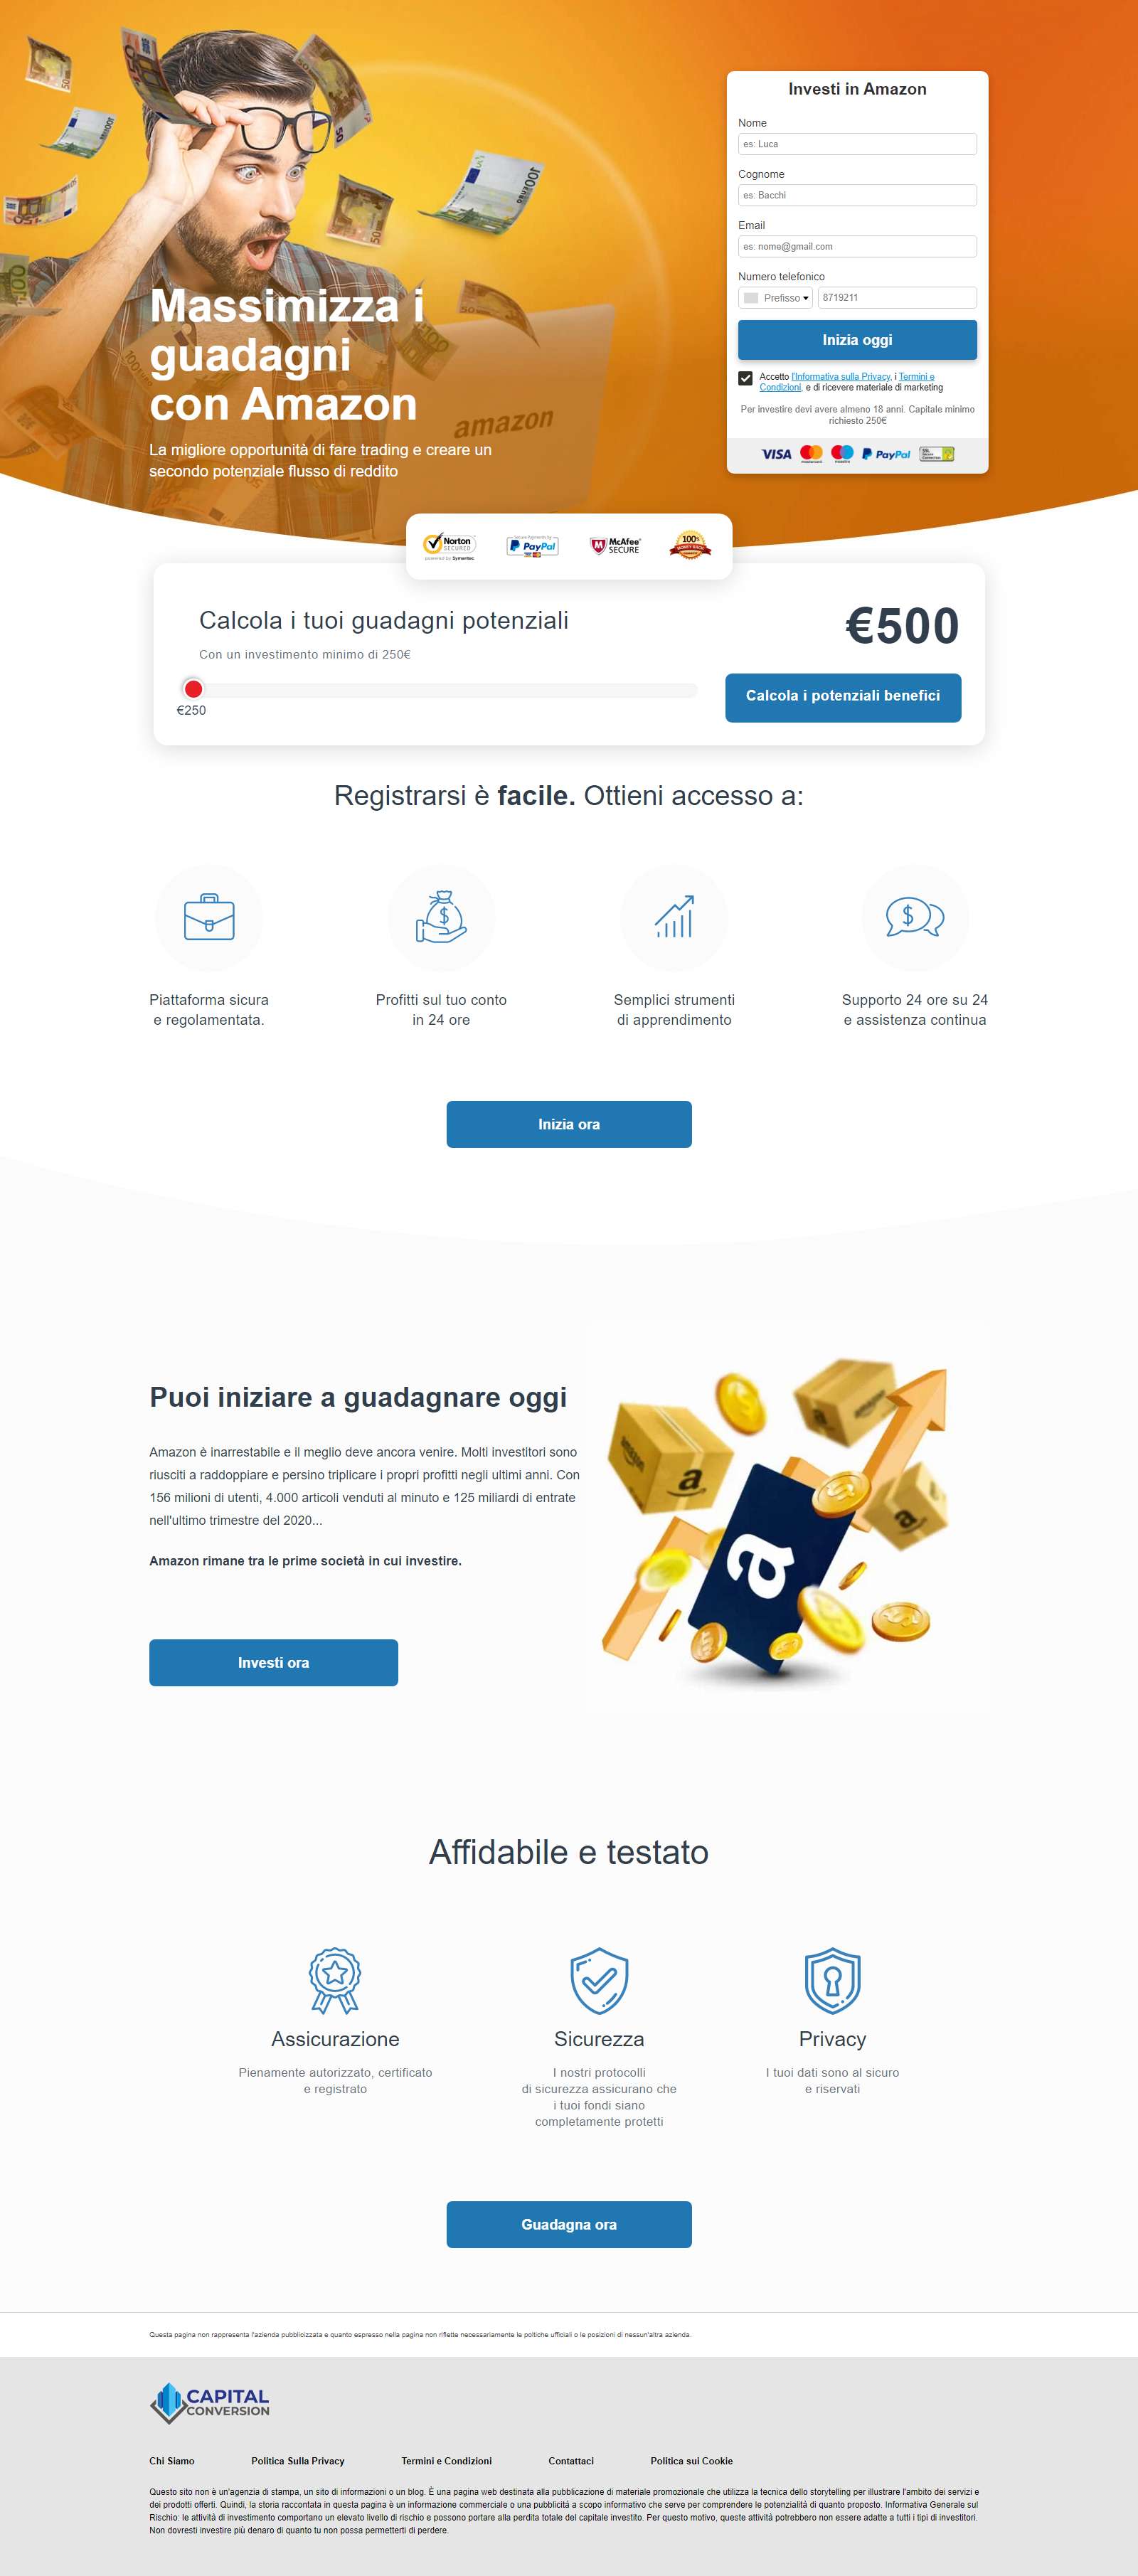 Massimizza i
guadagni
con Amazon
La migliore opportunità di fare trading e creare un
secondo potenziale flusso di reddito
amazon
Investi in Amazon
Nome
es: Luca
Cognome
es: Bacchi
Email
es: nome@gmail.com
Numero telefonico
Prefisso
8719211
Inizia oggi
Accetto l'Informativa sulla Privacy, i Termini e
Condizioni, e di ricevere materiale di marketing
Per investire devi avere almeno 18 anni. Capitale minimo
richiesto 250€
VISA mastercard maestro PayPal
Norton SECURED powered by Symantec
Secure Payments by PayPal
McAfee SECURE
100% MONEY BACK
Calcola i tuoi guadagni potenziali
Con un investimento minimo di 250€
€250
€500
Calcola i potenziali benefici
Registrarsi è facile. Ottieni accesso a:
Piattaforma sicura
e regolamentata.
Profitti sul tuo conto
in 24 ore
Semplici strumenti
di apprendimento
Supporto 24 ore su 24
e assistenza continua
Inizia ora
Puoi iniziare a guadagnare oggi
Amazon è inarrestabile e il meglio deve ancora venire. Molti investitori sono
riusciti a raddoppiare e persino triplicare i propri profitti negli ultimi anni. Con
156 milioni di utenti, 4.000 articoli venduti al minuto e 125 miliardi di entrate
nell'ultimo trimestre del 2020...
Amazon rimane tra le prime società in cui investire.
Investi ora
Affidabile e testato
Assicurazione
Pienamente autorizzato, certificato
e registrato
Sicurezza
I nostri protocolli
di sicurezza assicurano che
i tuoi fondi siano
completamente protetti
Privacy
I tuoi dati sono al sicuro
e riservati
Guadagna ora
Questa pagina non rappresenta l'azienda pubblicizzata e quanto espresso nella pagina non riflette necessariamente le politiche ufficiali o le posizioni di nessun'altra azienda.
CAPITAL
CONVERSION
Chi Siamo
Politica Sulla Privacy
Termini e Condizioni
Contattaci
Politica sui Cookie
Questo sito non è un'agenzia di stampa, un sito di informazioni o un blog. È una pagina web destinata alla pubblicazione di materiale promozionale che utilizza la tecnica dello storytelling per illustrare l'ambito dei servizi e
dei prodotti offerti. Quindi, la storia raccontata in questa pagina è un informazione commerciale o una pubblicità a scopo informativo che serve per comprendere le potenzialità di quanto proposto. Informativa Generale sul
Rischio: le attività di investimento comportano un elevato livello di rischio e possono portare alla perdita totale del capitale investito. Per questo motivo, queste attività potrebbero non essere adatte a tutti i tipi di investitori.
Non dovresti investire più denaro di quanto tu non possa permetterti di perdere.